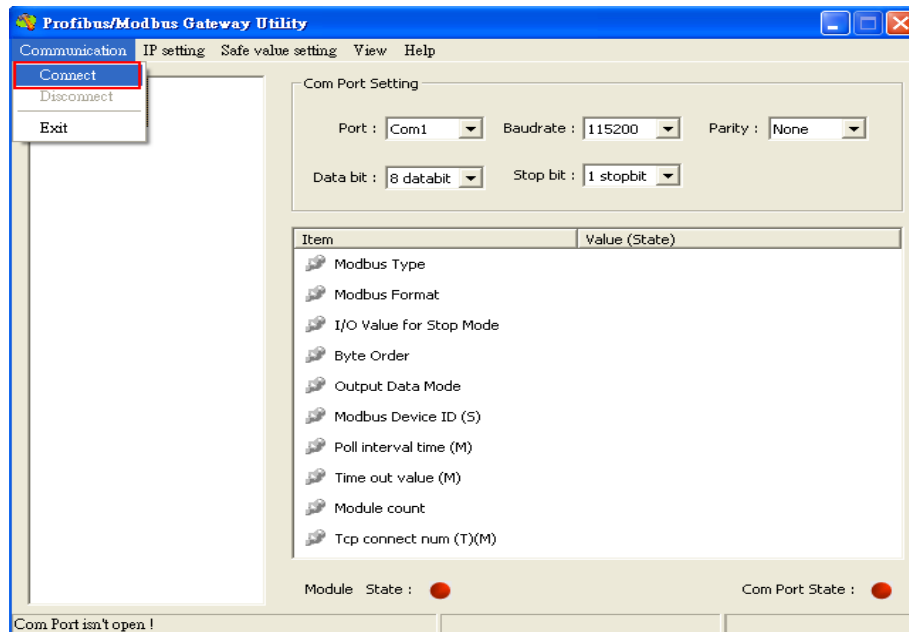 Profibus/Modbus Gateway Utility
Communication IP setting Safe value setting View Help
Connect
Disconnect
Exit
Com Port Setting
Port : Com1 Baudrate : 115200 Parity : None
Data bit : 8 databit Stop bit : 1 stopbit
Item Value (State)
Modbus Type
Modbus Format
I/O Value for Stop Mode
Byte Order
Output Data Mode
Modbus Device ID (S)
Poll interval time (M)
Time out value (M)
Module count
Tcp connect num (T)(M)
Module State : Com Port State :
Com Port isn't open !